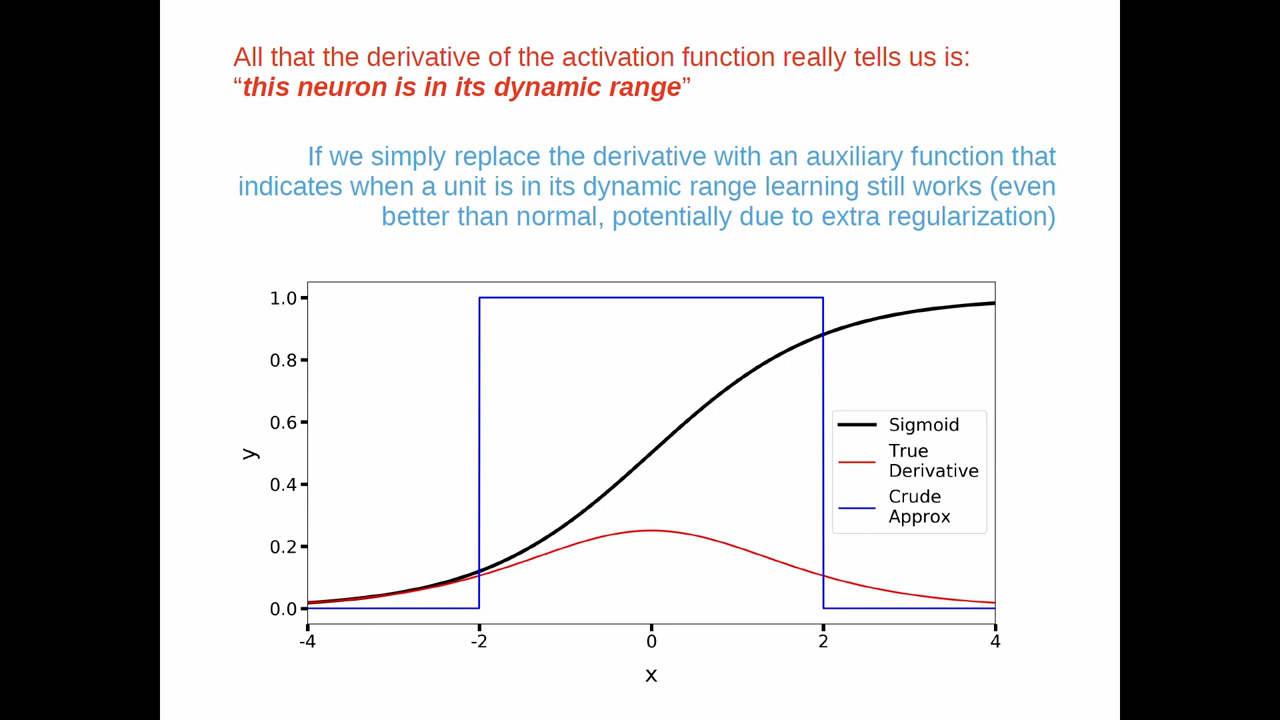 All that the derivative of the activation function really tells us is:
“this neuron is in its dynamic range”
If we simply replace the derivative with an auxiliary function that
indicates when a unit is in its dynamic range learning still works (even
better than normal, potentially due to extra regularization)
1.0
0.8
0.6
0.4
0.2
0.0
y
-4
-2
0
2
4
x
Sigmoid
True
Derivative
Crude
Approx